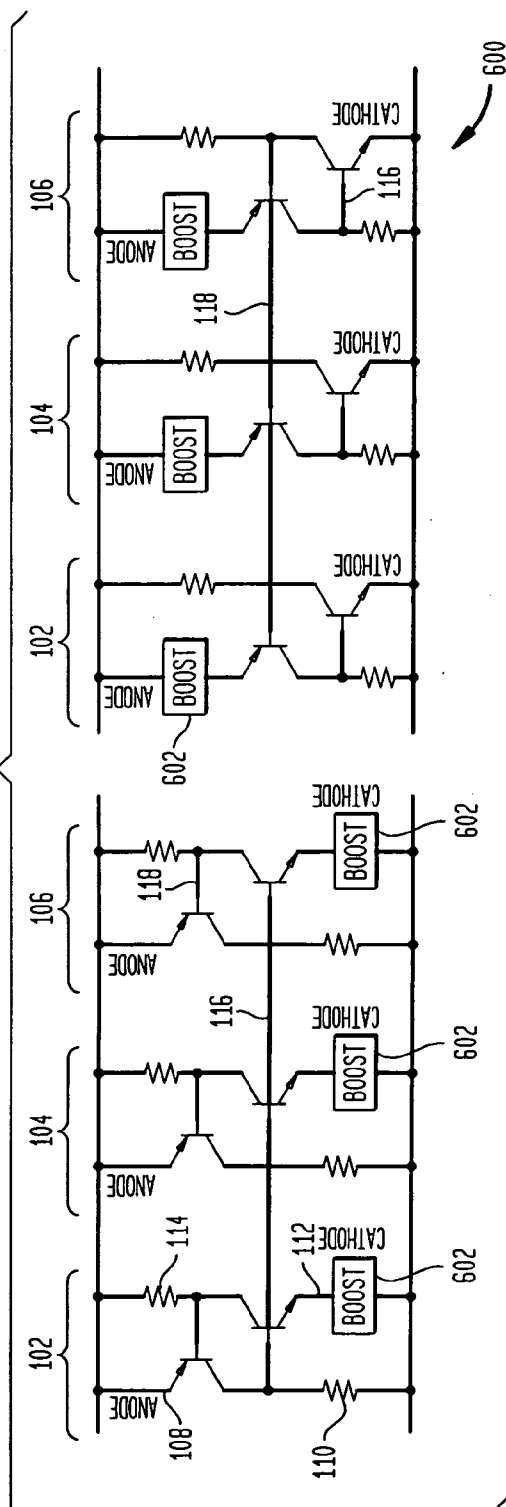 102
104
106
ANODE
ANODE
ANODE
108
114
118
116
112
CATHODE
CATHODE
CATHODE
BOOST
BOOST
BOOST
110
602
602
602
102
104
106
ANODE
ANODE
ANODE
BOOST
BOOST
BOOST
602
118
116
CATHODE
CATHODE
CATHODE
600